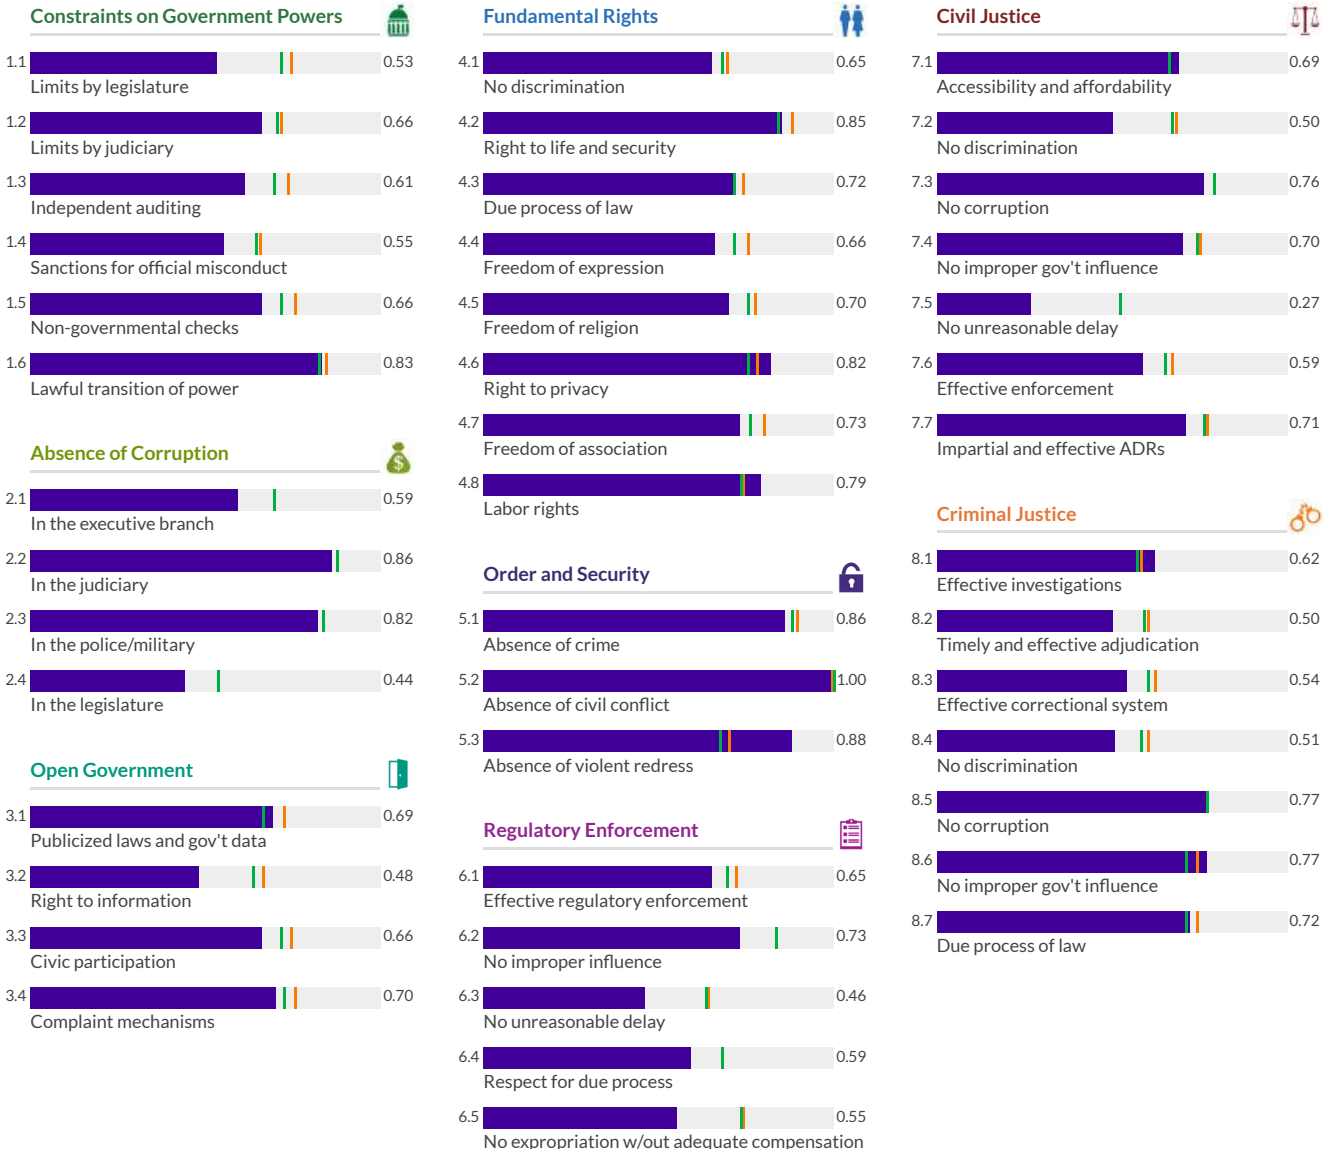 Constraints on Government Powers
1.1 0.53
Limits by legislature
1.2 0.66
Limits by judiciary
1.3 0.61
Independent auditing
1.4 0.55
Sanctions for official misconduct
1.5 0.66
Non-governmental checks
1.6 0.83
Lawful transition of power
Absence of Corruption
2.1 0.59
In the executive branch
2.2 0.86
In the judiciary
2.3 0.82
In the police/military
2.4 0.44
In the legislature
Open Government
3.1 0.69
Publicized laws and gov't data
3.2 0.48
Right to information
3.3 0.66
Civic participation
3.4 0.70
Complaint mechanisms
Fundamental Rights
4.1 0.65
No discrimination
4.2 0.85
Right to life and security
4.3 0.72
Due process of law
4.4 0.66
Freedom of expression
4.5 0.70
Freedom of religion
4.6 0.82
Right to privacy
4.7 0.73
Freedom of association
4.8 0.79
Labor rights
Order and Security
5.1 0.86
Absence of crime
5.2 1.00
Absence of civil conflict
5.3 0.88
Absence of violent redress
Regulatory Enforcement
6.1 0.65
Effective regulatory enforcement
6.2 0.73
No improper influence
6.3 0.46
No unreasonable delay
6.4 0.59
Respect for due process
6.5 0.55
No expropriation w/out adequate compensation
Civil Justice
7.1 0.69
Accessibility and affordability
7.2 0.50
No discrimination
7.3 0.76
No corruption
7.4 0.70
No improper gov't influence
7.5 0.27
No unreasonable delay
7.6 0.59
Effective enforcement
7.7 0.71
Impartial and effective ADRs
Criminal Justice
8.1 0.62
Effective investigations
8.2 0.50
Timely and effective adjudication
8.3 0.54
Effective correctional system
8.4 0.51
No discrimination
8.5 0.77
No corruption
8.6 0.77
No improper gov't influence
8.7 0.72
Due process of law